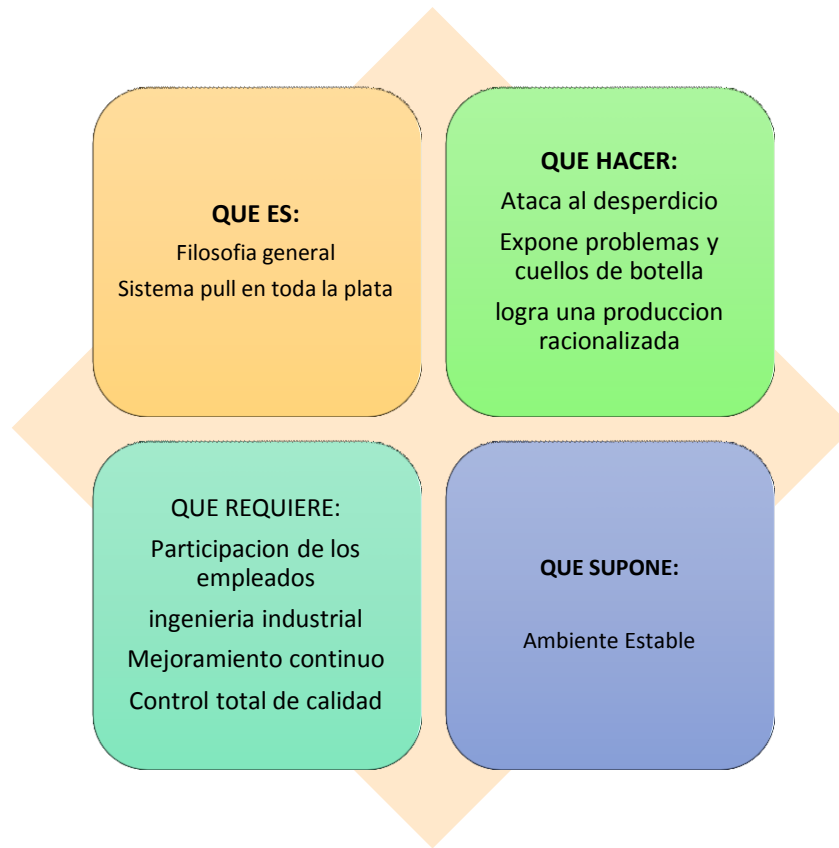 QUE ES:
Filosofia general
Sistema pull en toda la plata
QUE HACER:
Ataca al desperdicio
Expone problemas y
cuellos de botella
logra una produccion
racionalizada
QUE REQUIERE:
Participacion de los
empleados
ingenieria industrial
Mejoramiento continuo
Control total de calidad
QUE SUPONE:
Ambiente Estable